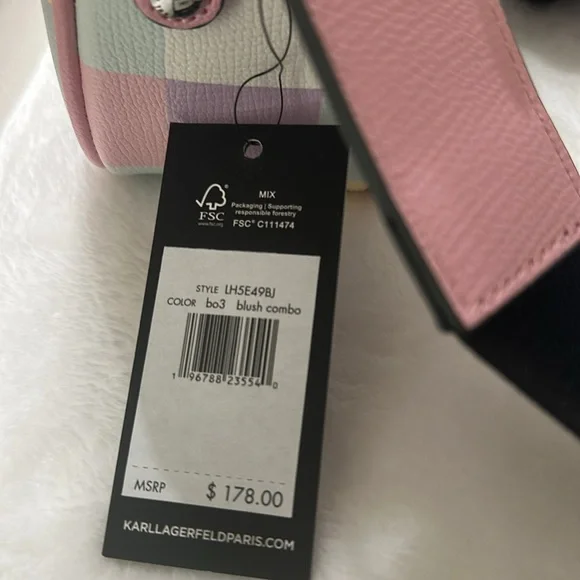 MIX
Packaging | Supporting
responsible forestry
FSC® C111474
FSC
www.fsc.org
STYLE LH5E49BJ
COLOR bo3 blush combo
1 96788 23554 0
MSRP $ 178.00
KARLLAGERFELDPARIS.COM